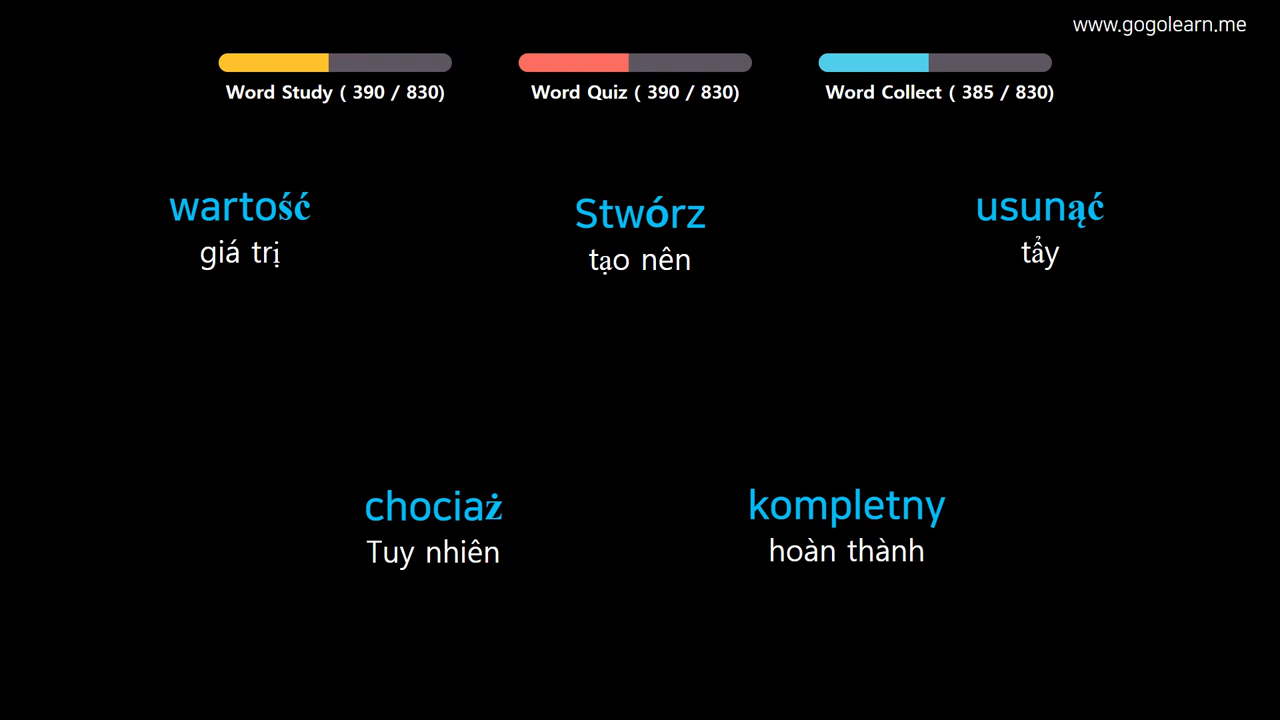 www.gogolearn.me
Word Study ( 390 / 830)
Word Quiz ( 390 / 830)
Word Collect ( 385 / 830)
wartość
giá trị
Stwórz
tạo nên
usunąć
tẩy
chociaż
Tuy nhiên
kompletny
hoàn thành